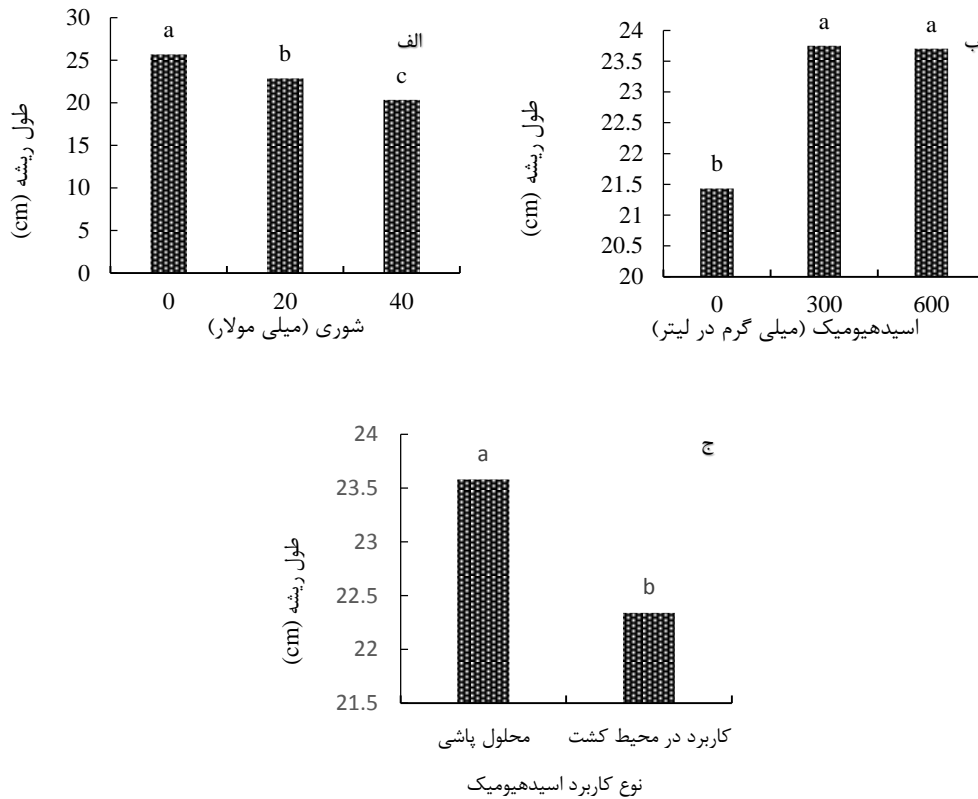 الف
30
25
20
15
10
5
0
a
b
c
0 20 40
طول ریشه (cm)
شوری (میلی مولار)
ب
24
23.5
23
22.5
22
21.5
21
20.5
20
b
a
a
0 300 600
طول ریشه (cm)
اسیدهیومیک (میلی گرم در لیتر)
ج
24
23.5
23
22.5
22
21.5
a
b
طول ریشه (cm)
محلول پاشی
کاربرد در محیط کشت
نوع کاربرد اسیدهیومیک